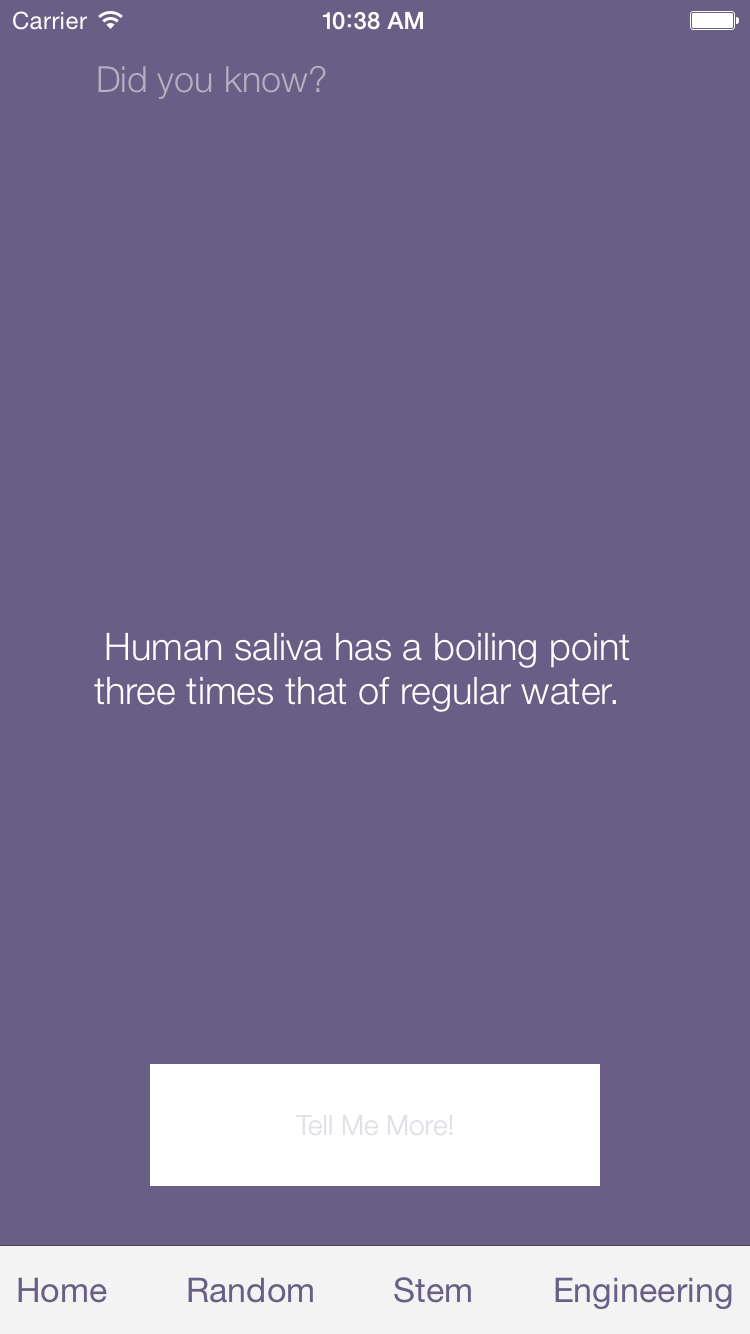 Carrier 10:38 AM
Did you know?
Human saliva has a boiling point
three times that of regular water.
Tell Me More!
Home Random Stem Engineering